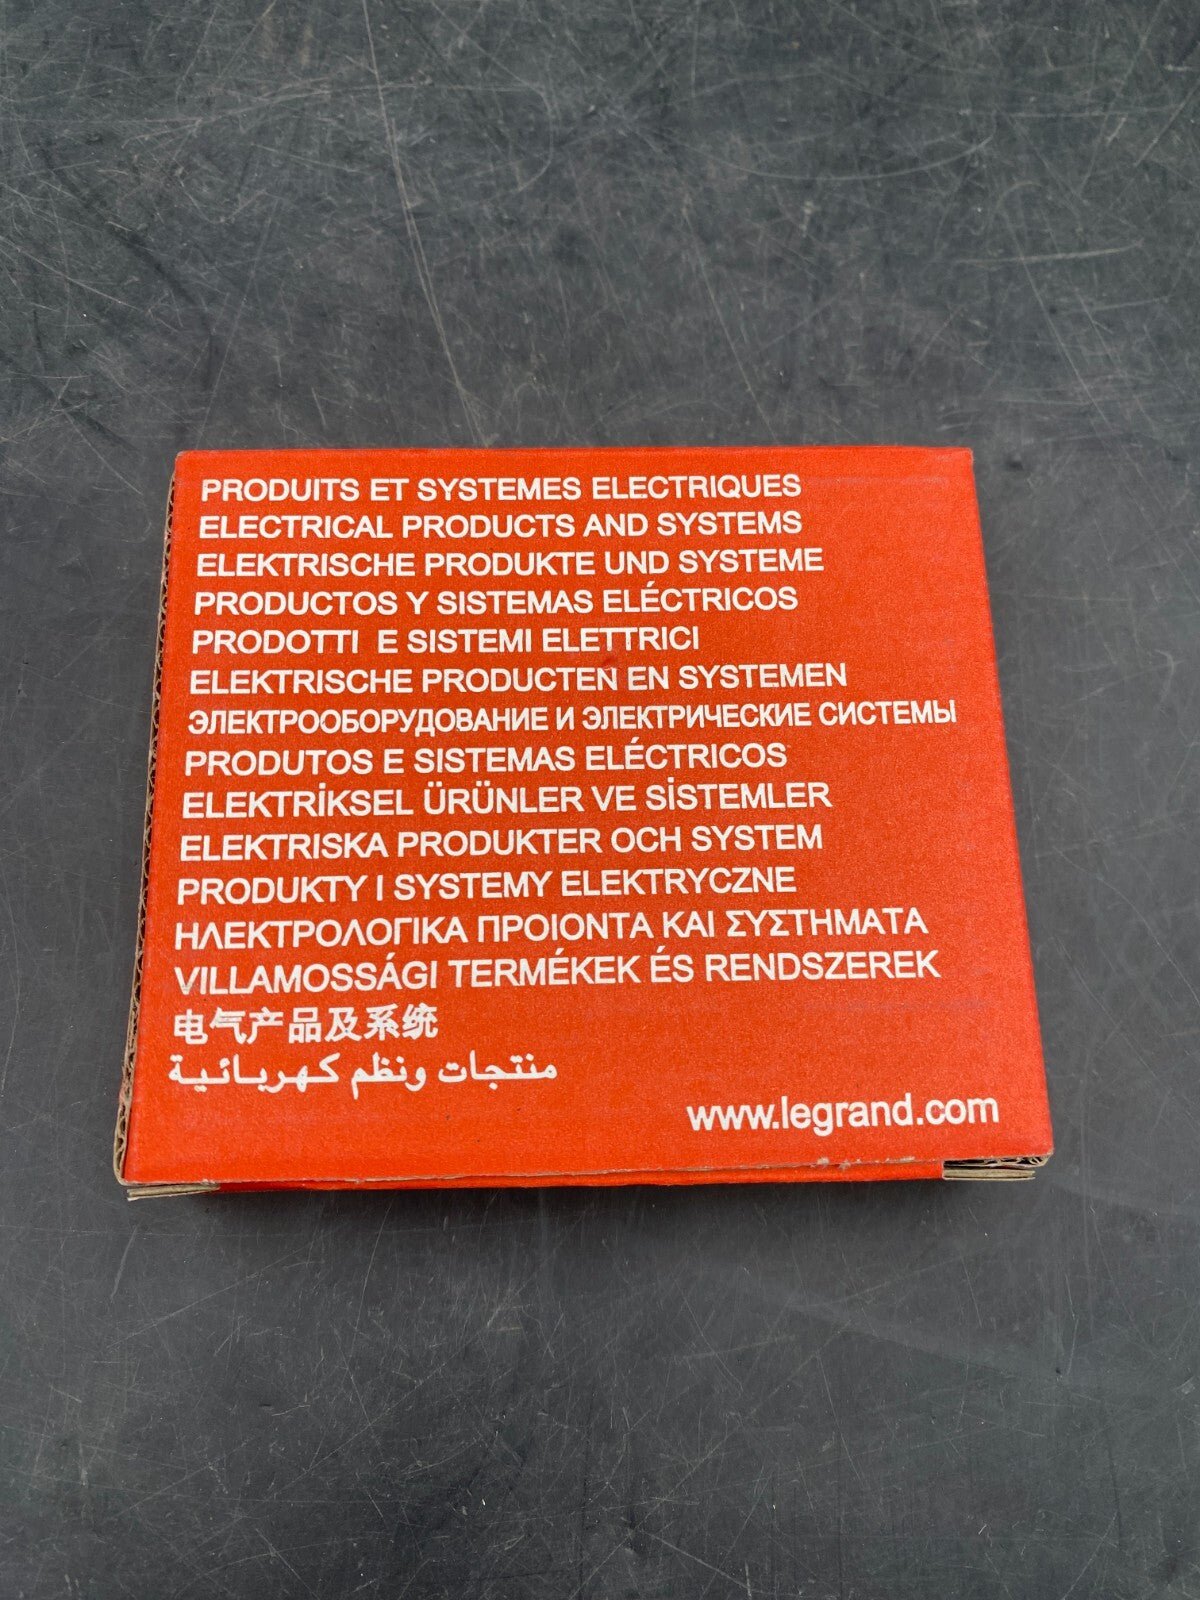 PRODUITS ET SYSTEMES ELECTRIQUES
ELECTRICAL PRODUCTS AND SYSTEMS
ELEKTRISCHE PRODUKTE UND SYSTEME
PRODUCTOS Y SISTEMAS ELÉCTRICOS
PRODOTTI E SISTEMI ELETTRICI
ELEKTRISCHE PRODUCTEN EN SYSTEMEN
ЭЛЕКТРООБОРУДОВАНИЕ И ЭЛЕКТРИЧЕСКИЕ СИСТЕМЫ
PRODUTOS E SISTEMAS ELÉCTRICOS
ELEKTRİKSEL ÜRÜNLER VE SİSTEMLER
ELEKTRISKA PRODUKTER OCH SYSTEM
PRODUKTY I SYSTEMY ELEKTRYCZNE
ΗΛΕΚΤΡΟΛΟΓΙΚΑ ΠΡΟΙΟΝΤΑ ΚΑΙ ΣΥΣΤΗΜΑΤΑ
VILLAMOSSÁGI TERMÉKEK ÉS RENDSZEREK
电气产品及系统
منتجات ونظم كهربائية
www.legrand.com